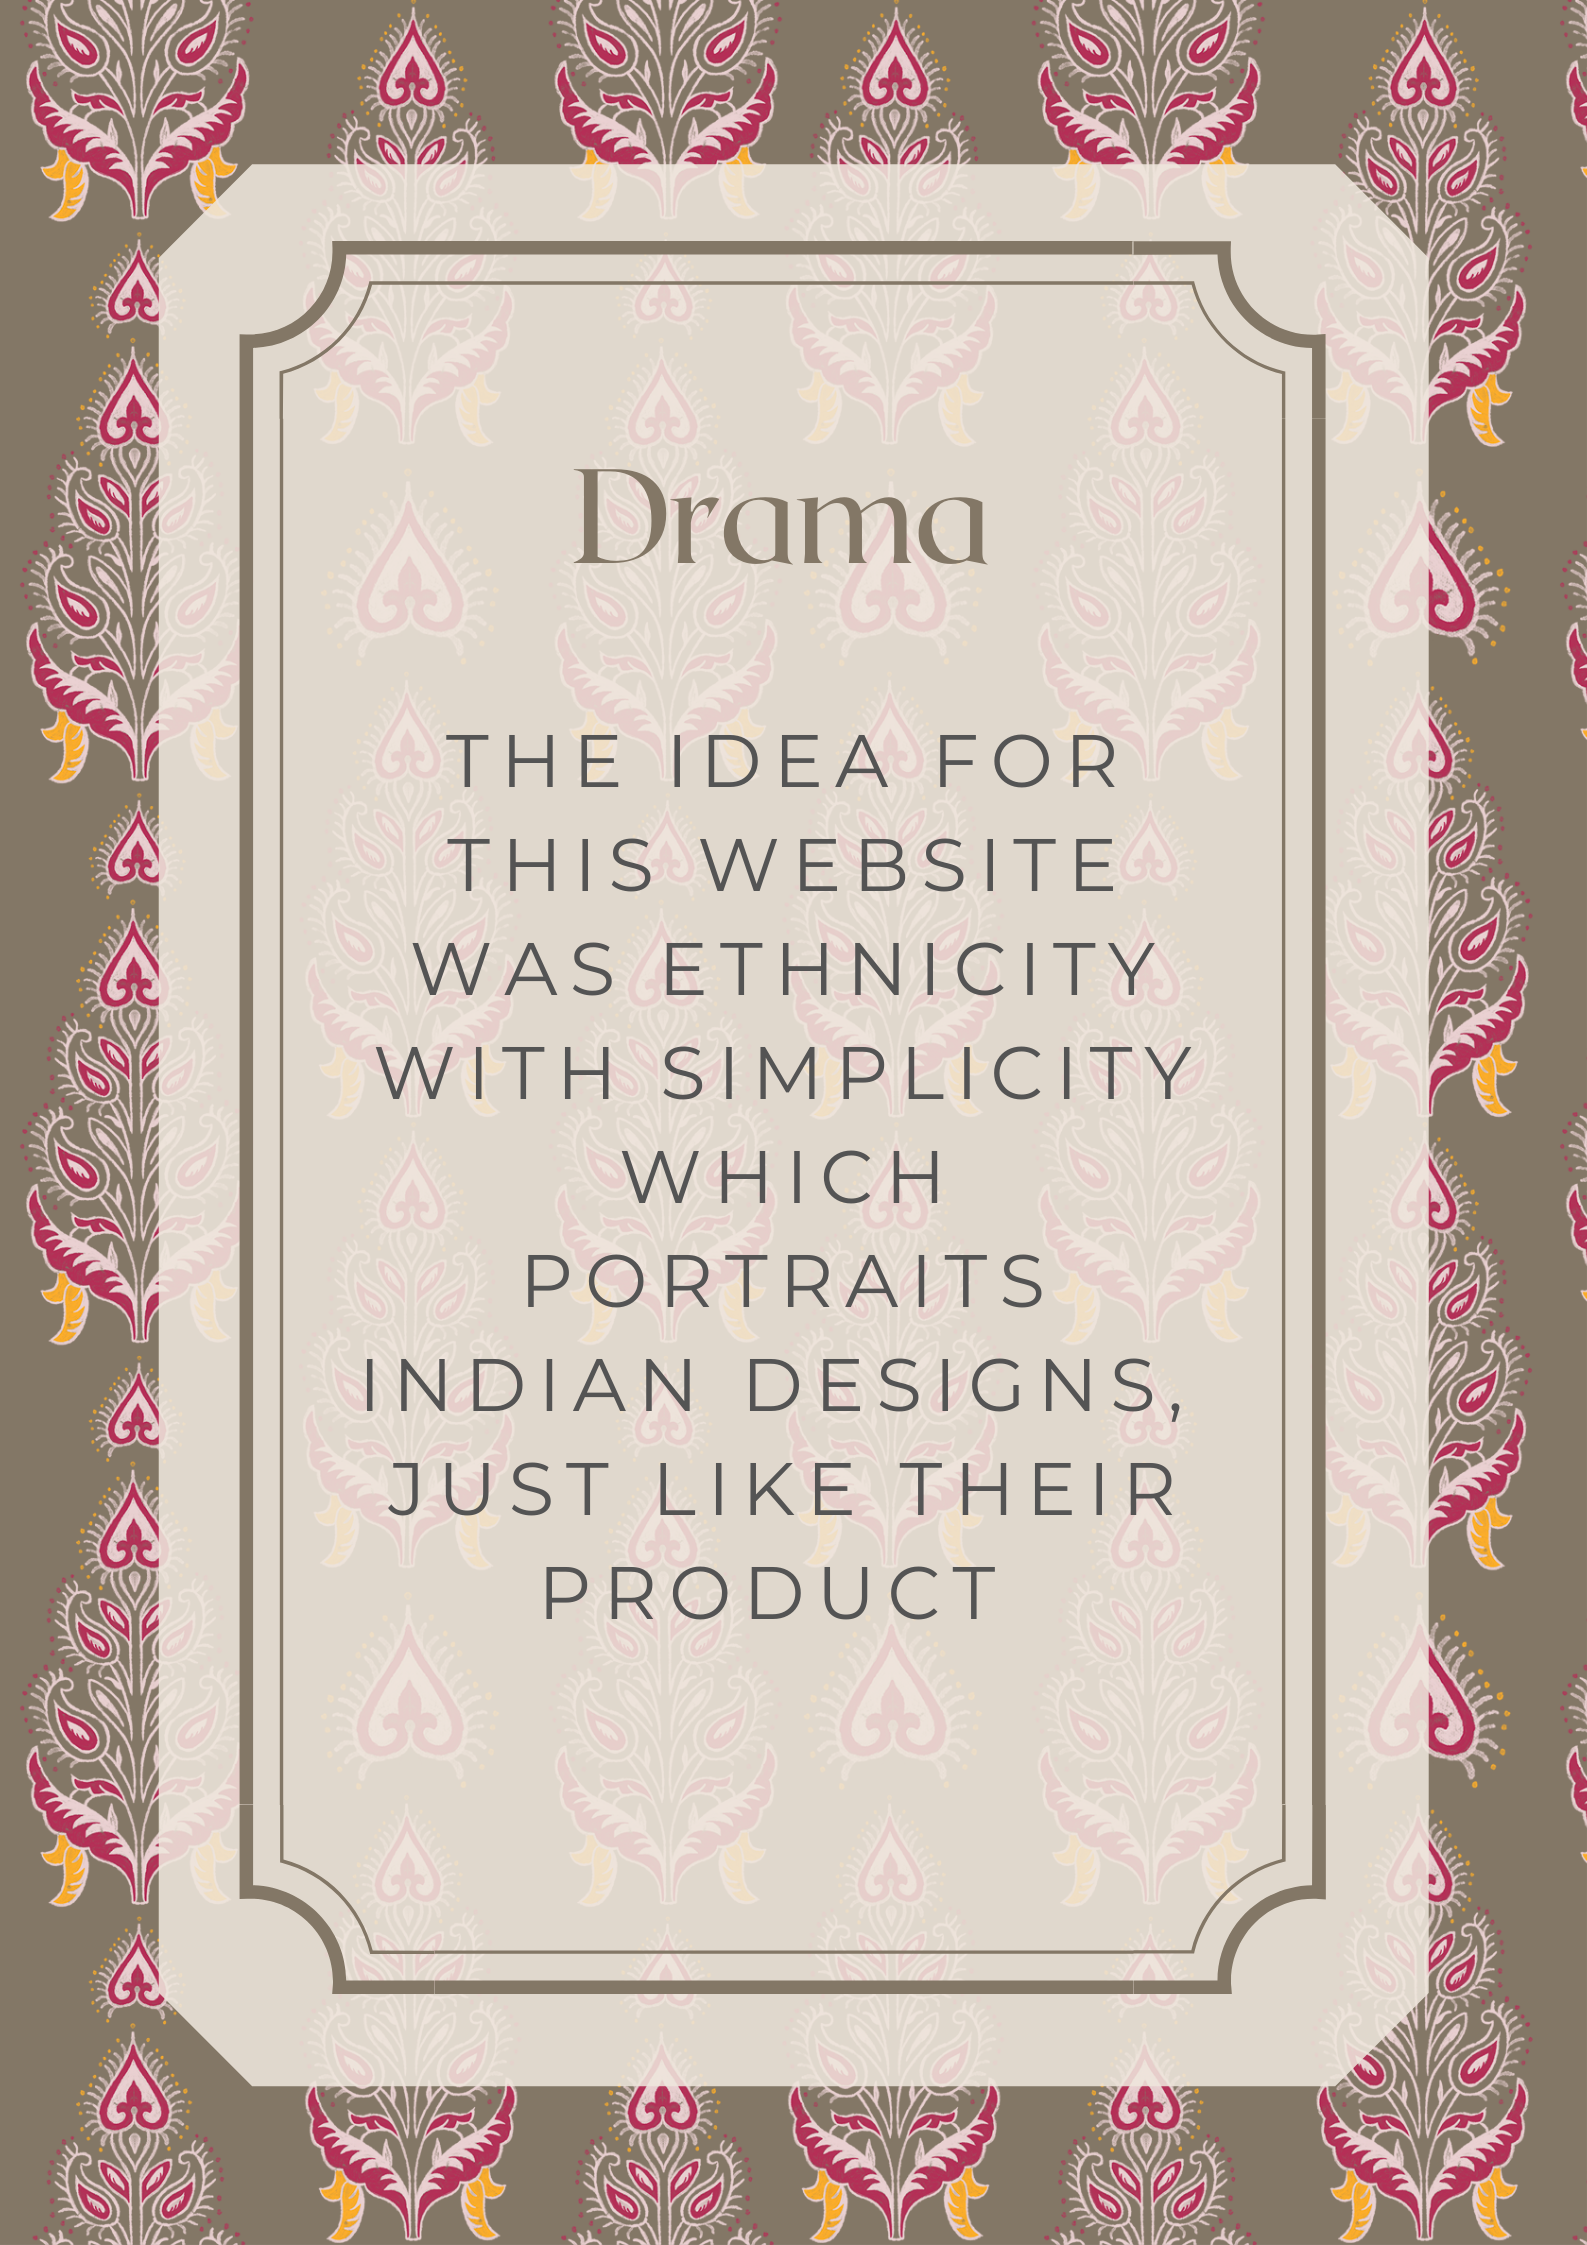 Drama
THE IDEA FOR
THIS WEBSITE
WAS ETHNICITY
WITH SIMPLICITY
WHICH
PORTRAITS
INDIAN DESIGNS,
JUST LIKE THEIR
PRODUCT